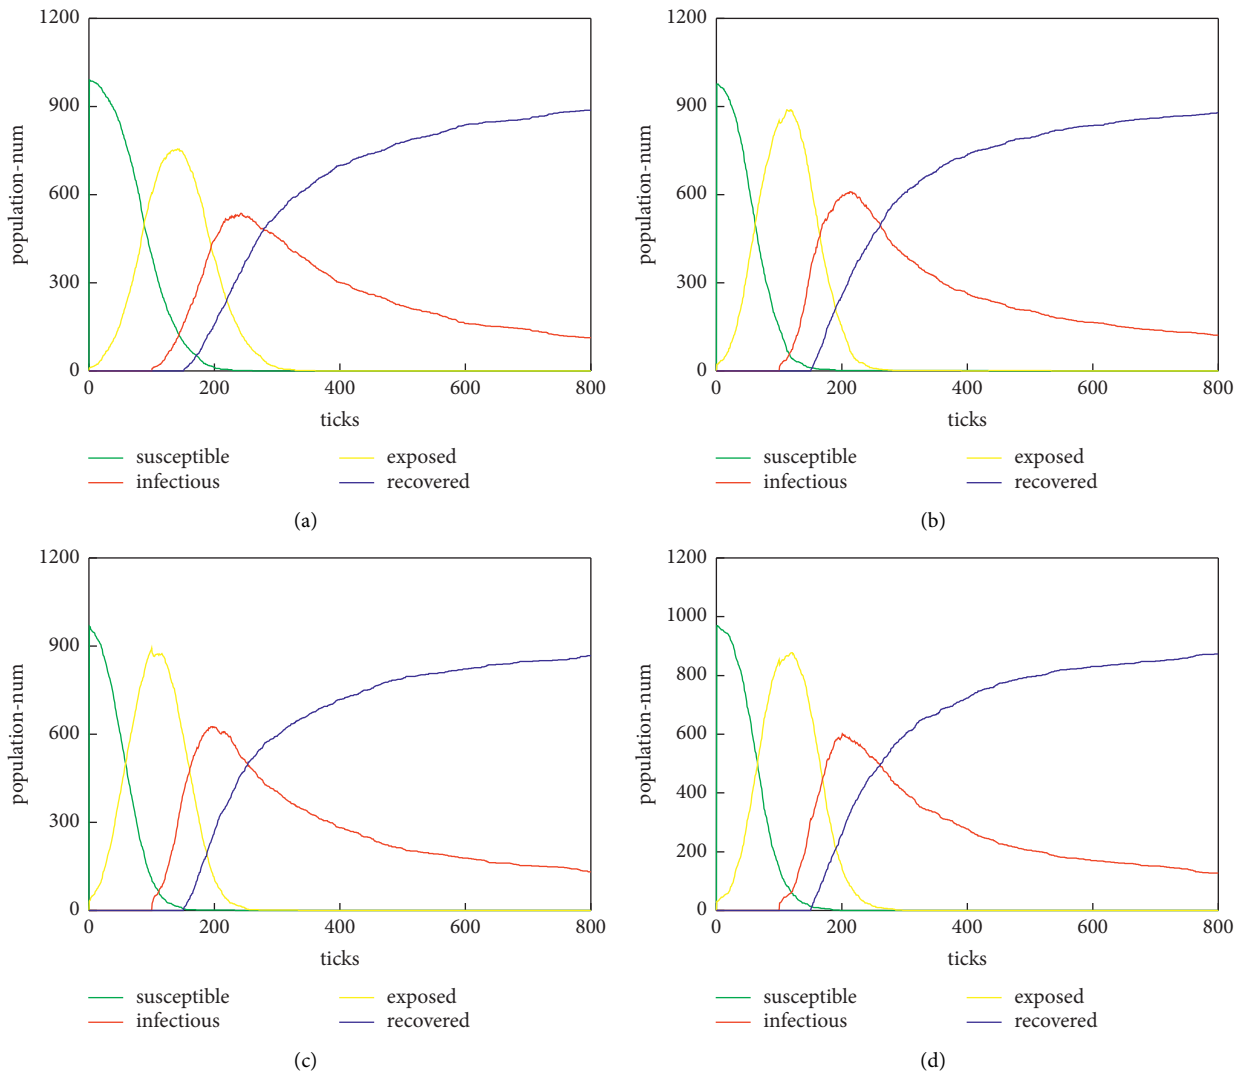 1200
900
600
300
0
population-num
0 200 400 600 800
ticks
susceptible exposed
infectious recovered
(a)
1200
900
600
300
0
population-num
0 200 400 600 800
ticks
susceptible exposed
infectious recovered
(b)
1200
900
600
300
0
population-num
0 200 400 600 800
ticks
susceptible exposed
infectious recovered
(c)
1200
1000
800
600
400
200
0
population-num
0 200 400 600 800
ticks
susceptible exposed
infectious recovered
(d)